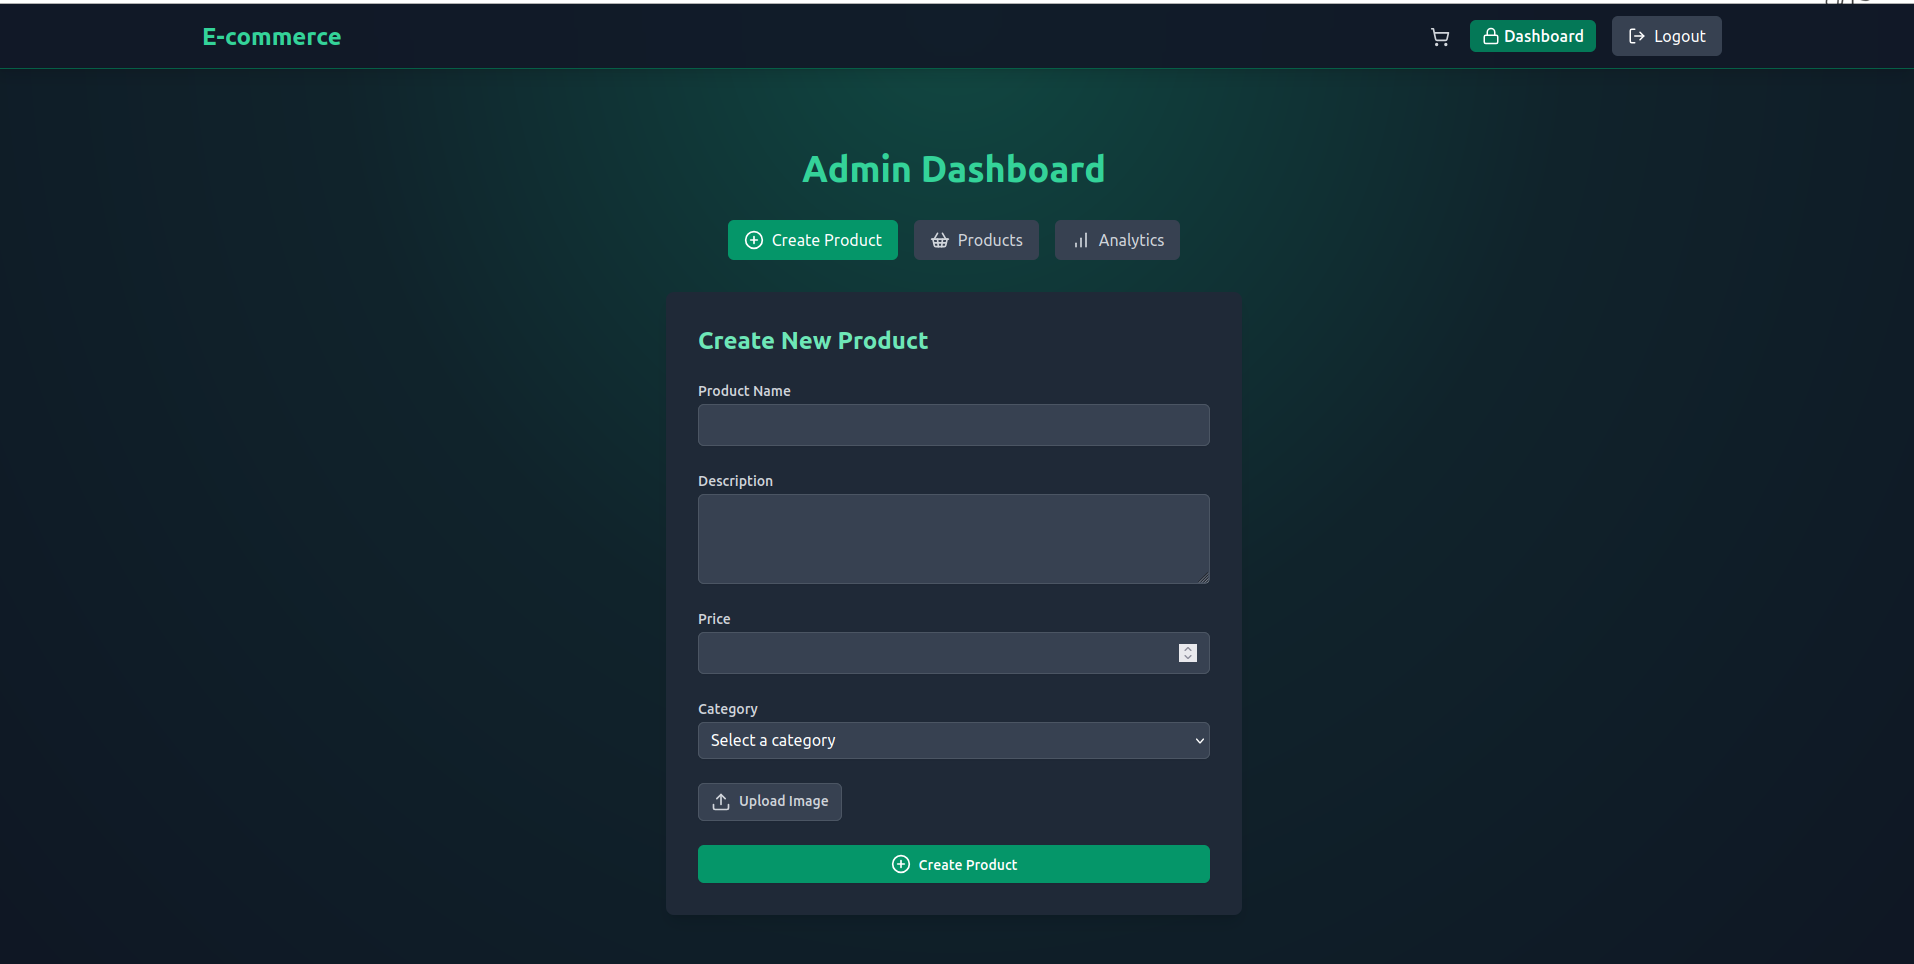 E-commerce
Dashboard
Logout
Admin Dashboard
Create Product
Products
Analytics
Create New Product
Product Name
Description
Price
Category
Select a category
Upload Image
Create Product